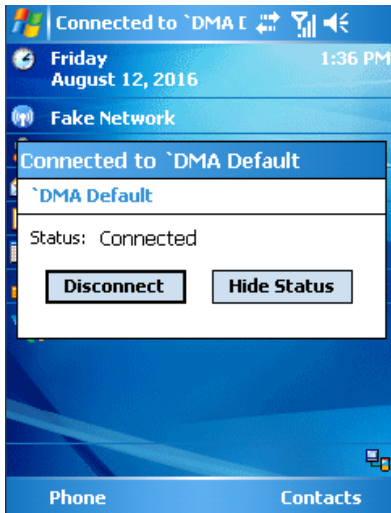 Connected to `DMA D
Friday
1:36 PM
August 12, 2016
Fake Network
Connected to `DMA Default
`DMA Default
Status: Connected
Disconnect Hide Status
Phone Contacts